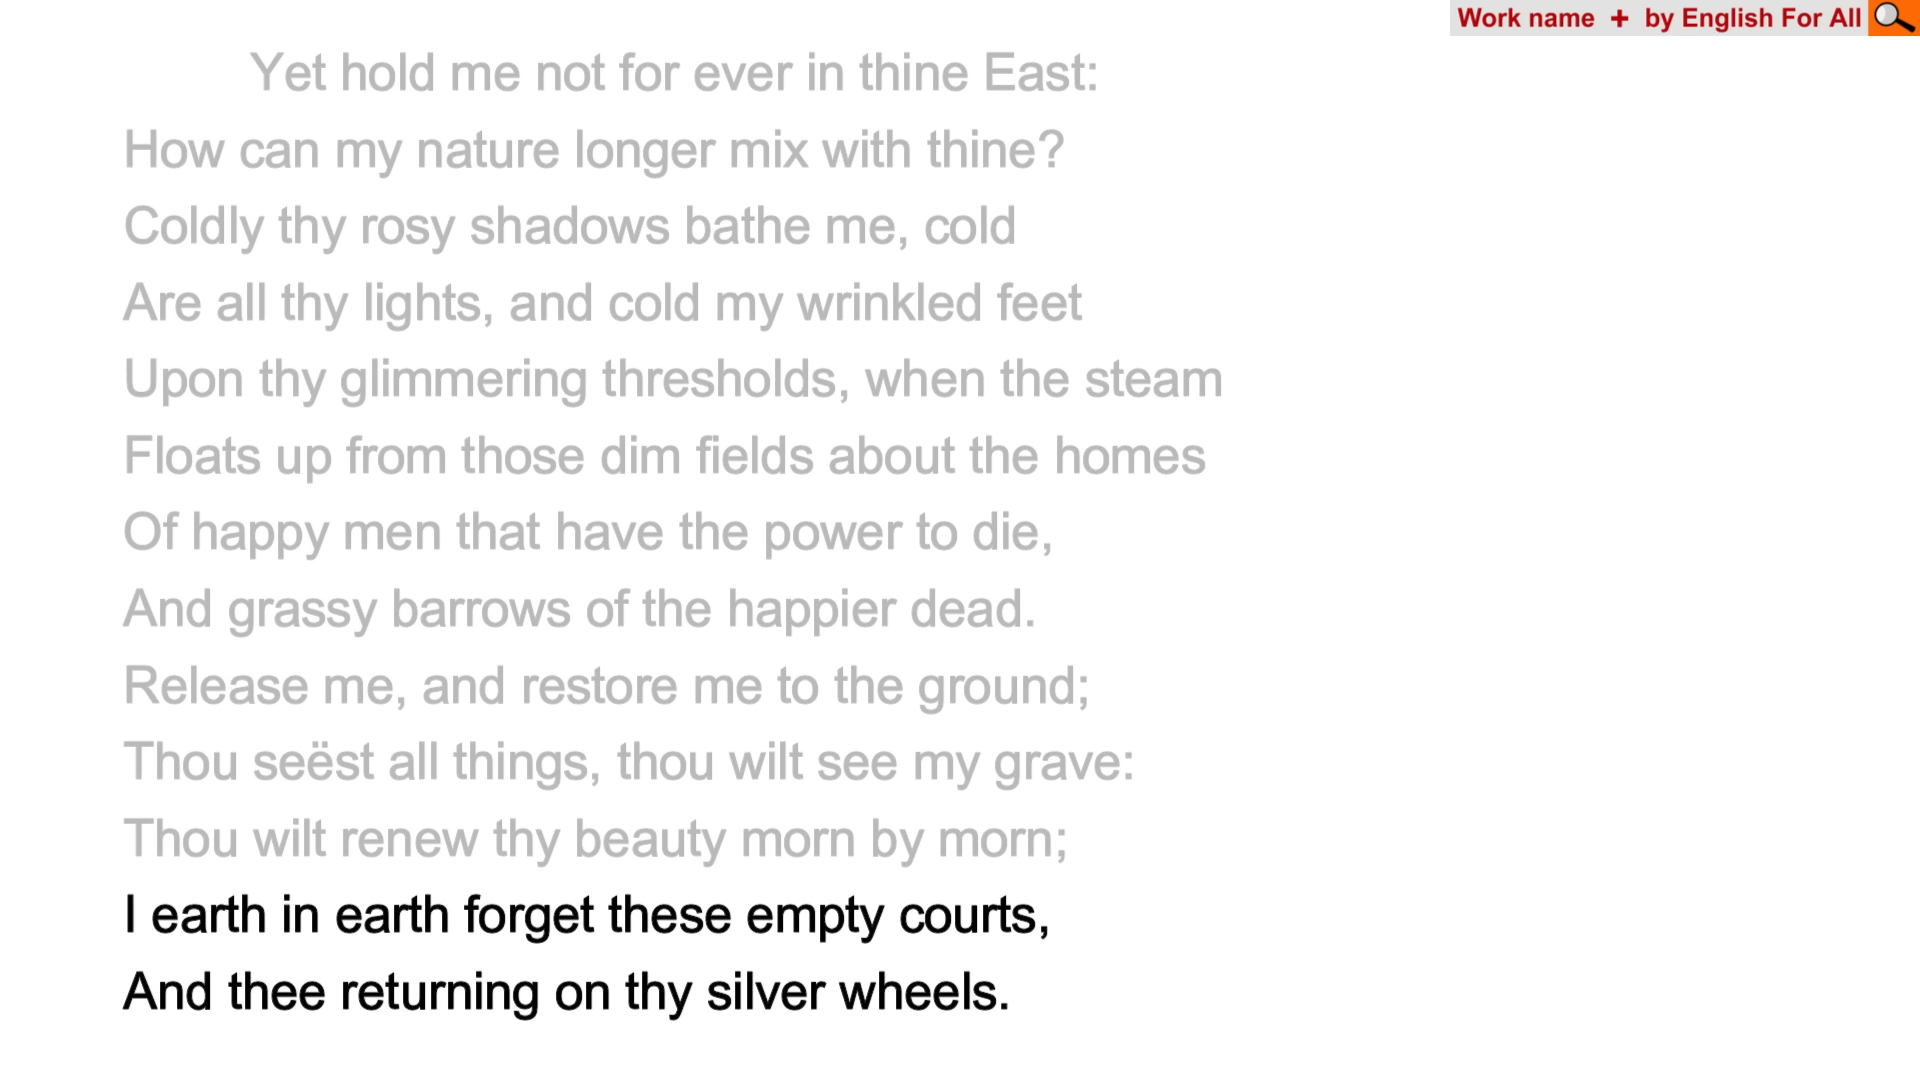 Work name + by English For All
Yet hold me not for ever in thine East:
How can my nature longer mix with thine?
Coldly thy rosy shadows bathe me, cold
Are all thy lights, and cold my wrinkled feet
Upon thy glimmering thresholds, when the steam
Floats up from those dim fields about the homes
Of happy men that have the power to die,
And grassy barrows of the happier dead.
Release me, and restore me to the ground;
Thou seëst all things, thou wilt see my grave:
Thou wilt renew thy beauty morn by morn;
I earth in earth forget these empty courts,
And thee returning on thy silver wheels.